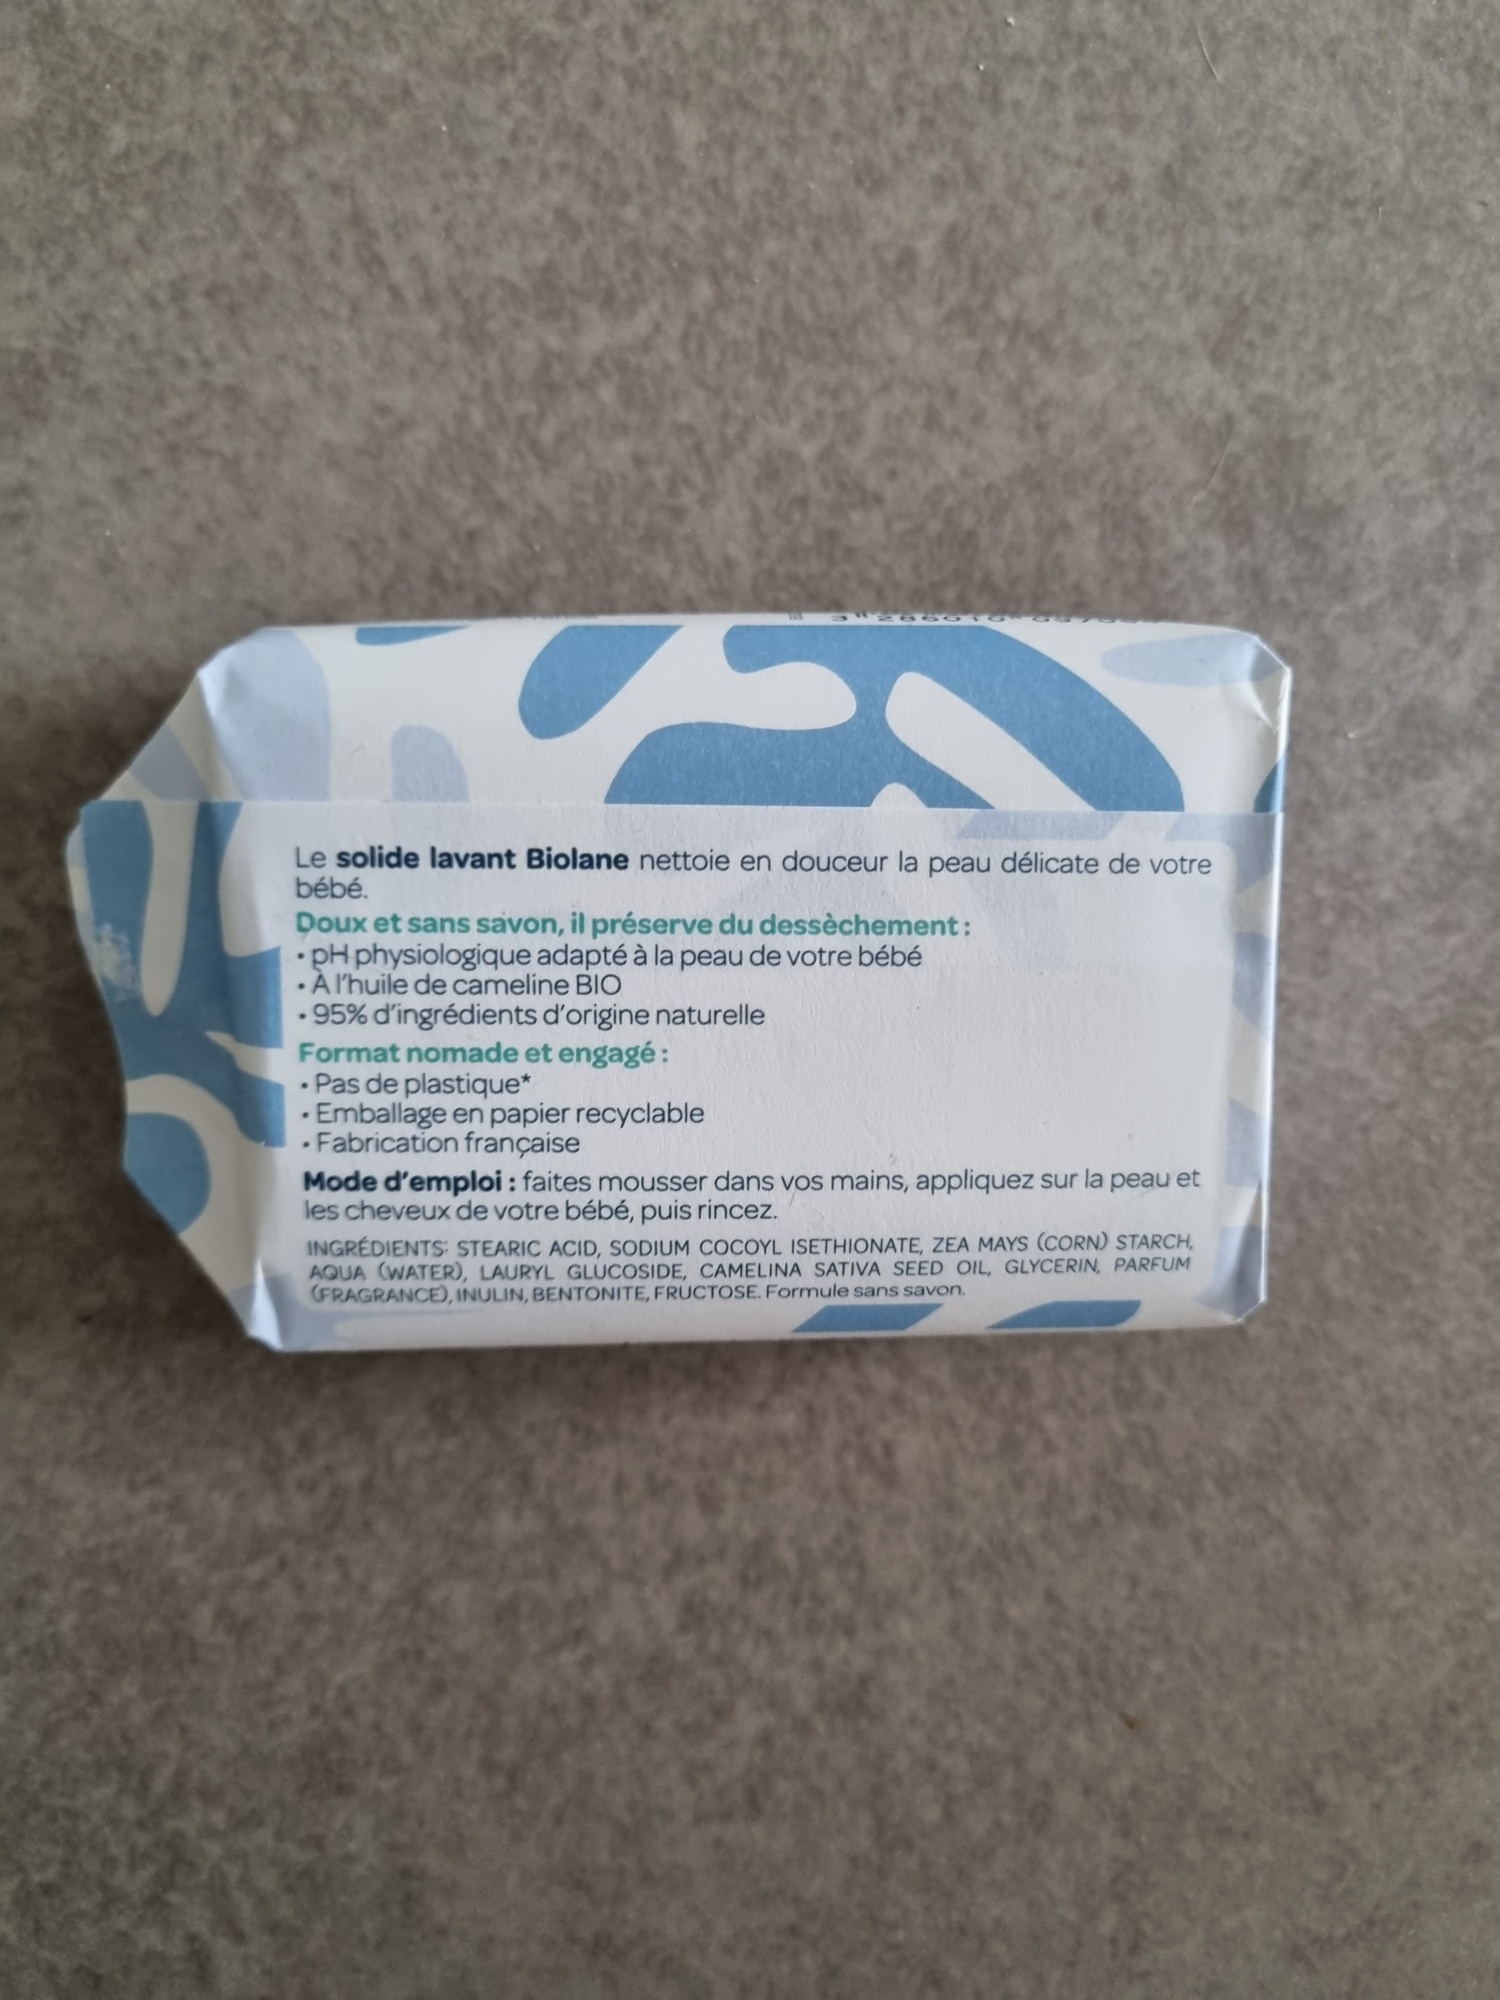 Le solide lavant Biolane nettoie en douceur la peau délicate de votre
bébé.
Doux et sans savon, il préserve du dessèchement :
• pH physiologique adapté à la peau de votre bébé
• À l'huile de cameline BIO
• 95% d'ingrédients d'origine naturelle
Format nomade et engagé :
• Pas de plastique*
• Emballage en papier recyclable
• Fabrication française
Mode d'emploi : faites mousser dans vos mains, appliquez sur la peau et
les cheveux de votre bébé, puis rincez.
INGRÉDIENTS: STEARIC ACID, SODIUM COCOYL ISETHIONATE, ZEA MAYS (CORN) STARCH,
AQUA (WATER), LAURYL GLUCOSIDE, CAMELINA SATIVA SEED OIL, GLYCERIN, PARFUM
(FRAGRANCE), INULIN, BENTONITE, FRUCTOSE. Formule sans savon.